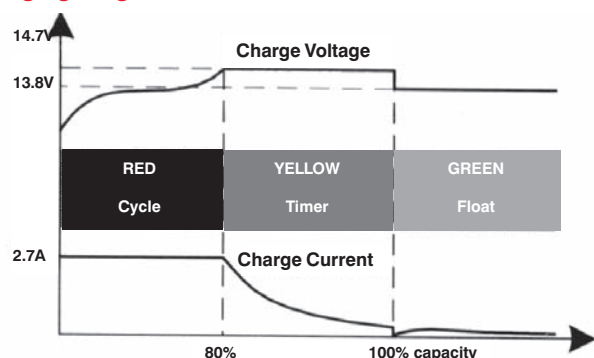 14.7V
Charge Voltage
13.8V
RED
YELLOW
GREEN
Cycle
Timer
Float
2.7A
Charge Current
80%
100% capacity